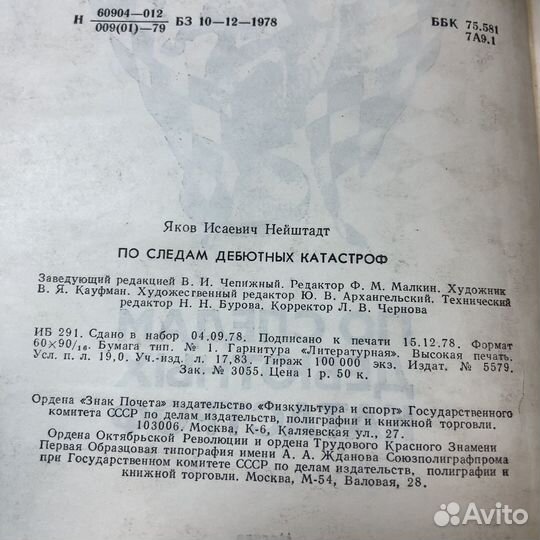 60904—012
Н ———— БЗ 10—12—1978
009(01)—79
ББК 75.581
7А9.1
Яков Исаевич Нейштадт
ПО СЛЕДАМ ДЕБЮТНЫХ КАТАСТРОФ
Заведующий редакцией В. И. Чепижный. Редактор Ф. М. Малкин. Художник
В. Я. Кауфман. Художественный редактор Ю. В. Архангельский. Технический
редактор Н. Н. Бурова. Корректор Л. В. Чернова
ИБ 291. Сдано в набор 04.09.78. Подписано к печати 15.12.78. Формат
60×90/16. Бумага тип. № 1. Гарнитура «Литературная». Высокая печать.
Усл. п. л. 19,0. Уч.-изд. л. 17,83. Тираж 100 000 экз. Издат. № 5579.
Зак. № 3055. Цена 1 р. 50 к.
Ордена «Знак Почета» издательство «Физкультура и спорт» Государственного
комитета СССР по делам издательств, полиграфии и книжной торговли.
103006. Москва, К-6, Каляевская ул., 27.
Ордена Октябрьской Революции и ордена Трудового Красного Знамени
Первая Образцовая типография имени А. А. Жданова Союзполиграфпрома
при Государственном комитете СССР по делам издательств, полиграфии и
книжной торговли. Москва, М-54, Валовая, 28.
Avito